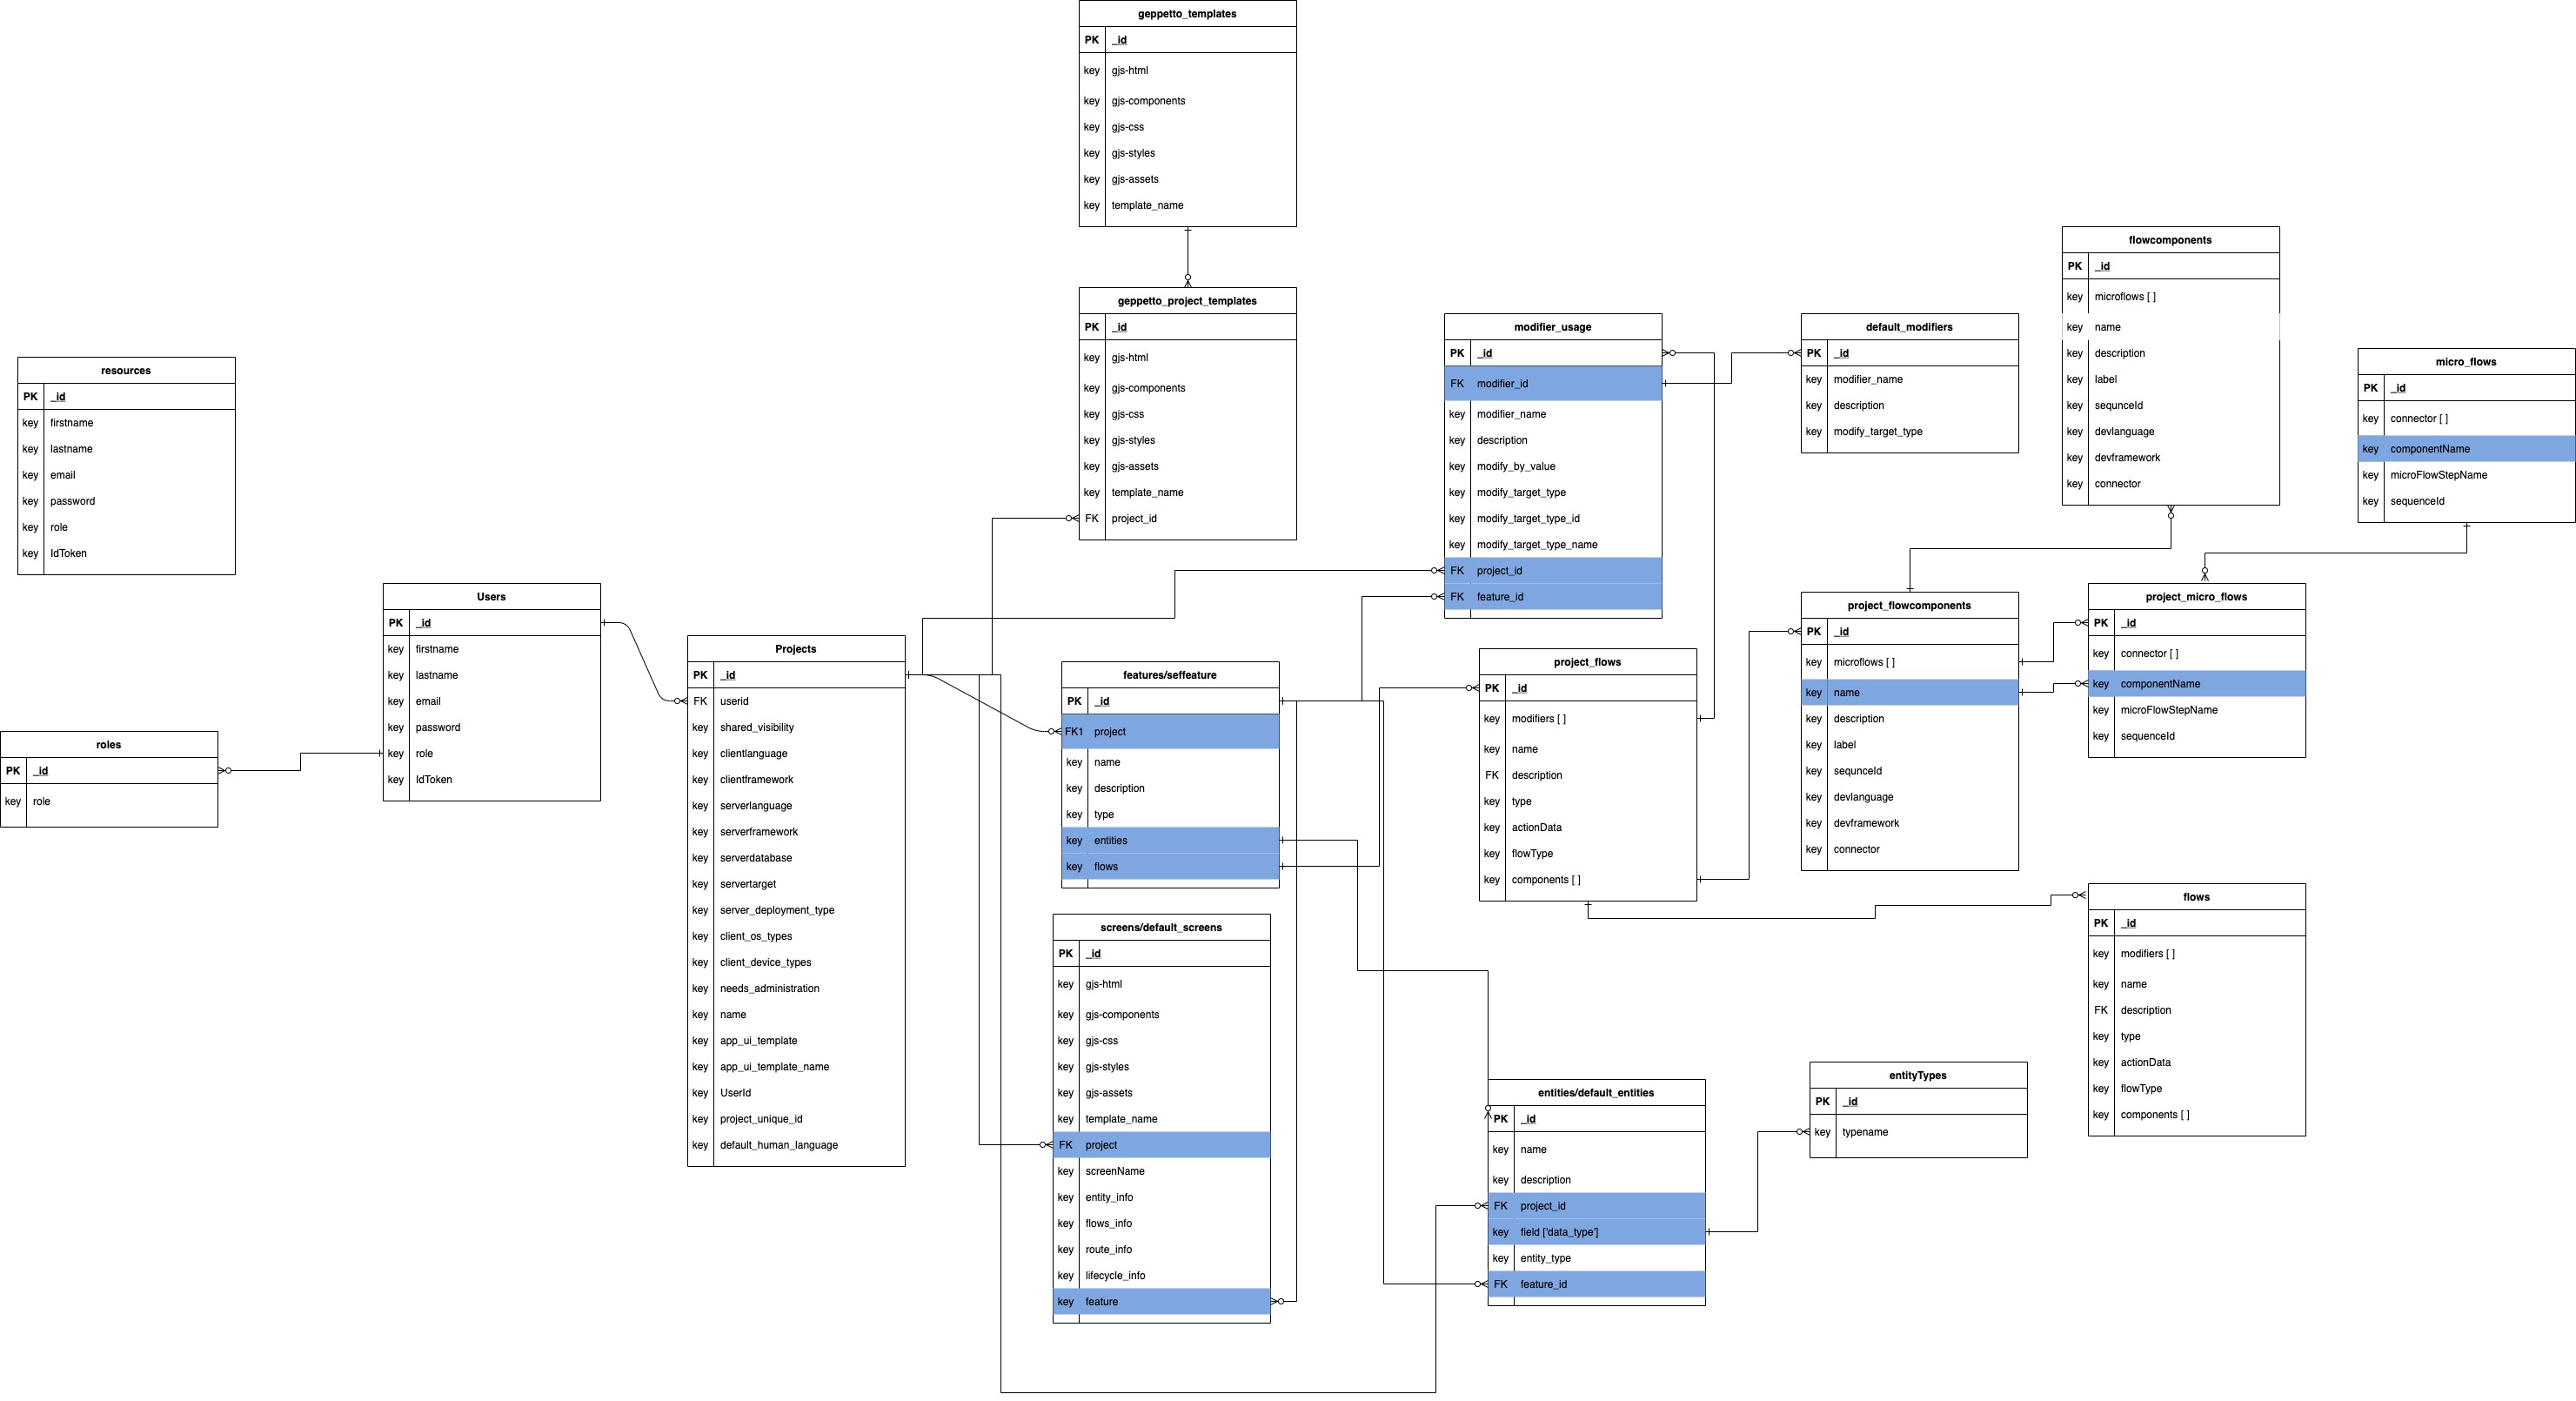 geppetto_templates
PK _id
key gjs-html
key gjs-components
key gjs-css
key gjs-styles
key gjs-assets
key template_name
geppetto_project_templates
PK _id
key gjs-html
key gjs-components
key gjs-css
key gjs-styles
key gjs-assets
key template_name
FK project_id
resources
PK _id
key firstname
key lastname
key email
key password
key role
key IdToken
roles
PK _id
key role
Users
PK _id
key firstname
key lastname
key email
key password
key role
key IdToken
Projects
PK _id
FK userid
key shared_visibility
key clientlanguage
key clientframework
key serverlanguage
key serverframework
key serverdatabase
key servertarget
key server_deployment_type
key client_os_types
key client_device_types
key needs_administration
key name
key app_ui_template
key app_ui_template_name
key UserId
key project_unique_id
key default_human_language
features/seffeature
PK _id
FK1 project
key name
key description
key type
key entities
key flows
screens/default_screens
PK _id
key gjs-html
key gjs-components
key gjs-css
key gjs-styles
key gjs-assets
key template_name
FK project
key screenName
key entity_info
key flows_info
key route_info
key lifecycle_info
key feature
modifier_usage
PK _id
FK modifier_id
key modifier_name
key description
key modify_by_value
key modify_target_type
key modify_target_type_id
key modify_target_type_name
FK project_id
FK feature_id
project_flows
PK _id
key modifiers [ ]
key name
FK description
key type
key actionData
key flowType
key components [ ]
entities/default_entities
PK _id
key name
key description
FK project_id
key field ['data_type']
key entity_type
FK feature_id
default_modifiers
PK _id
key modifier_name
key description
key modify_target_type
project_flowcomponents
PK _id
key microflows [ ]
key name
key description
key label
key sequnceId
key devlanguage
key devframework
key connector
entityTypes
PK _id
key typename
flowcomponents
PK _id
key microflows [ ]
key name
key description
key label
key sequnceId
key devlanguage
key devframework
key connector
project_micro_flows
PK _id
key connector [ ]
key componentName
key microFlowStepName
key sequenceId
flows
PK _id
key modifiers [ ]
key name
FK description
key type
key actionData
key flowType
key components [ ]
micro_flows
PK _id
key connector [ ]
key componentName
key microFlowStepName
key sequenceId